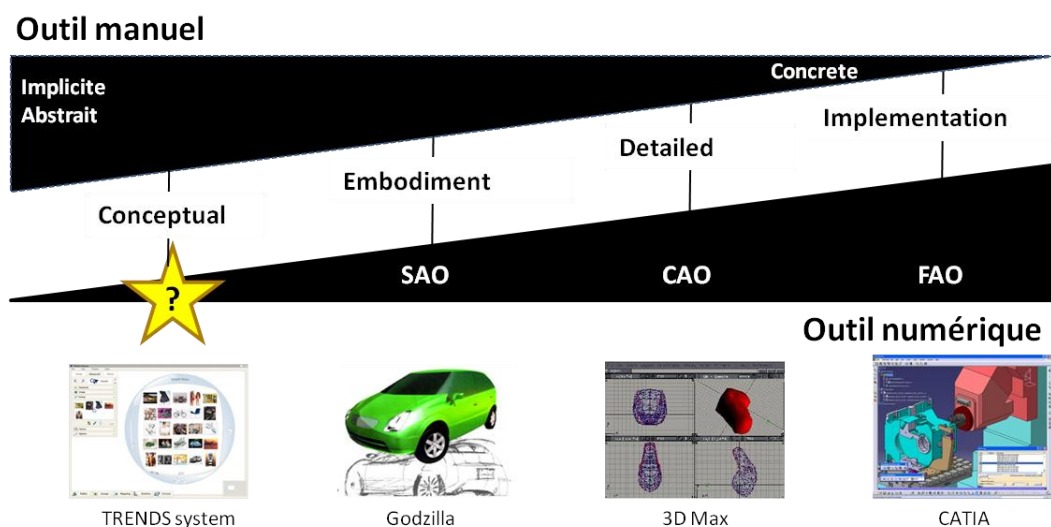 Outil manuel
Implicite
Abstrait
Concrete
Implementation
Detailed
Embodiment
Conceptual
?
SAO
CAO
FAO
Outil numérique
TRENDS system
Godzilla
3D Max
CATIA